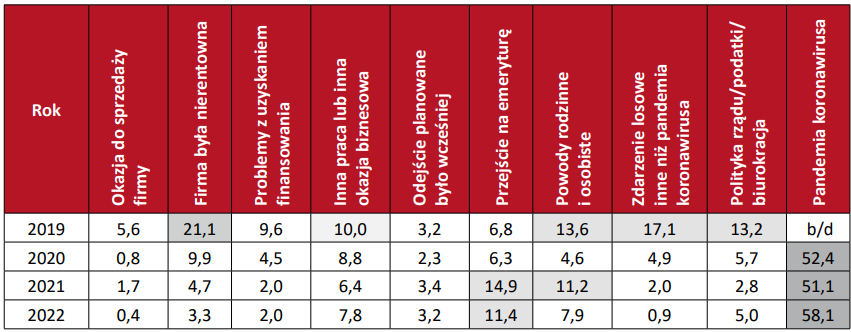 Rok
Okazja do sprzedaży
firmy
Firma była nierentowna
Problemy z uzyskaniem
finansowania
Inna praca lub inna
okazja biznesowa
Odejście planowane
było wcześniej
Przejście na emeryturę
Powody rodzinne
i osobiste
Zdarzenie losowe
inne niż pandemia
koronawirusa
Polityka rządu/podatki/
biurokracja
Pandemia koronawirusa
2019 5,6 21,1 9,6 10,0 3,2 6,8 13,6 17,1 13,2 b/d
2020 0,8 9,9 4,5 8,8 2,3 6,3 4,6 4,9 5,7 52,4
2021 1,7 4,7 2,0 6,4 3,4 14,9 11,2 2,0 2,8 51,1
2022 0,4 3,3 2,0 7,8 3,2 11,4 7,9 0,9 5,0 58,1